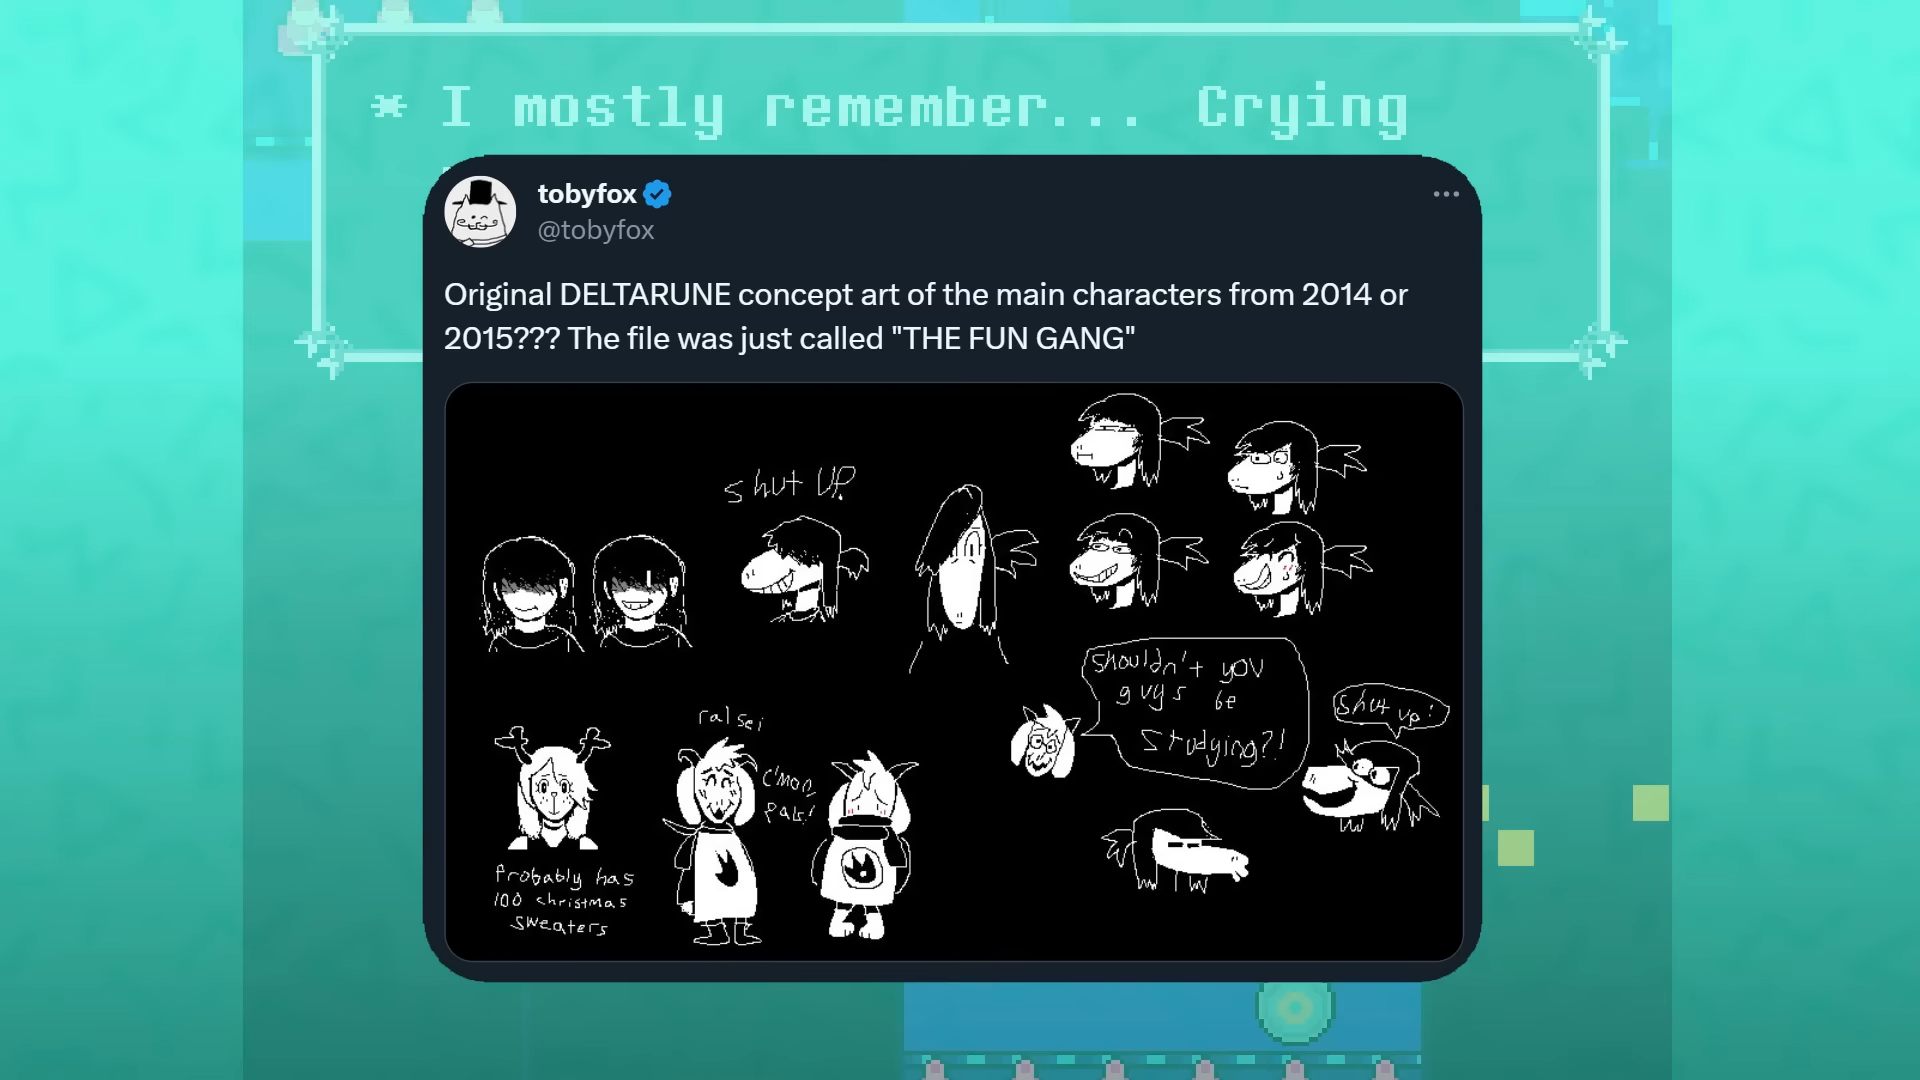 * I mostly remember... Crying
tobyfox
@tobyfox
Original DELTARUNE concept art of the main characters from 2014 or
2015??? The file was just called "THE FUN GANG"
shut UP
shouldn't you
guys be
studying?!
shut up!
ralsei
c'mon,
pals!
Probably has
100 christmas
sweaters